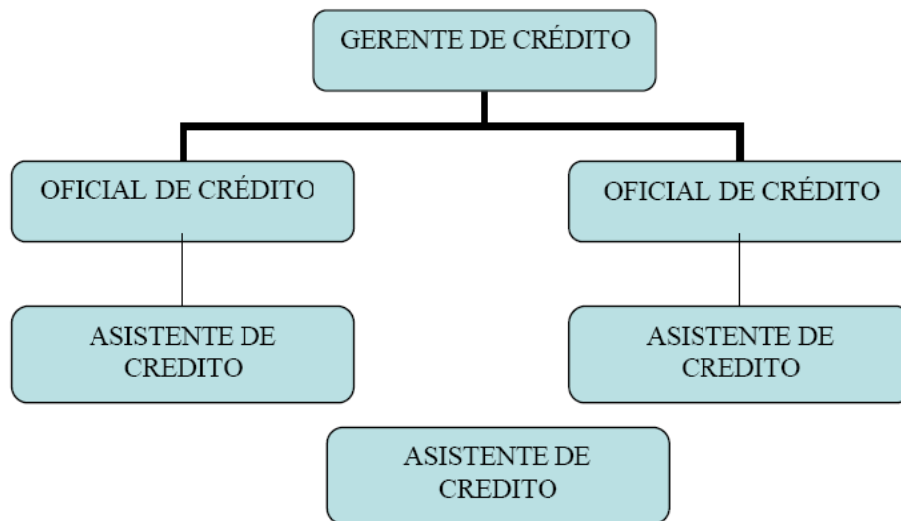 GERENTE DE CRÉDITO
OFICIAL DE CRÉDITO
OFICIAL DE CRÉDITO
ASISTENTE DE
CREDITO
ASISTENTE DE
CREDITO
ASISTENTE DE
CREDITO